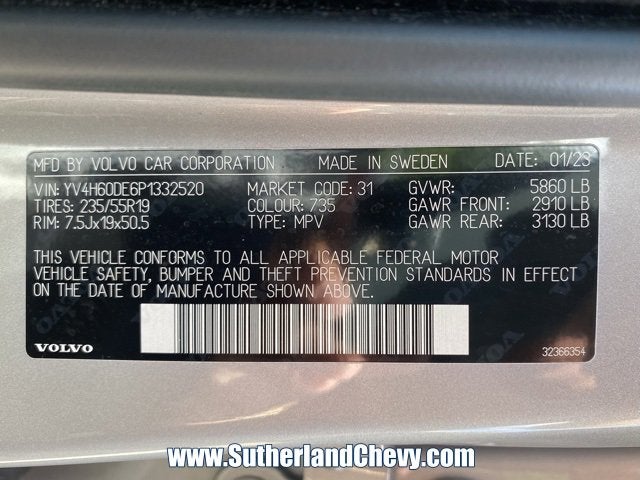 MFD BY VOLVO CAR CORPORATION MADE IN SWEDEN DATE: 01/23
VIN: YV4H60DE6P1332520 MARKET CODE: 31 GVWR: 5860 LB
TIRES: 235/55R19 COLOUR: 735 GAWR FRONT: 2910 LB
RIM: 7.5Jx19x50.5 TYPE: MPV GAWR REAR: 3130 LB
THIS VEHICLE CONFORMS TO ALL APPLICABLE FEDERAL MOTOR
VEHICLE SAFETY, BUMPER AND THEFT PREVENTION STANDARDS IN EFFECT
ON THE DATE OF MANUFACTURE SHOWN ABOVE.
VOLVO 32366354
www.SutherlandChevy.com